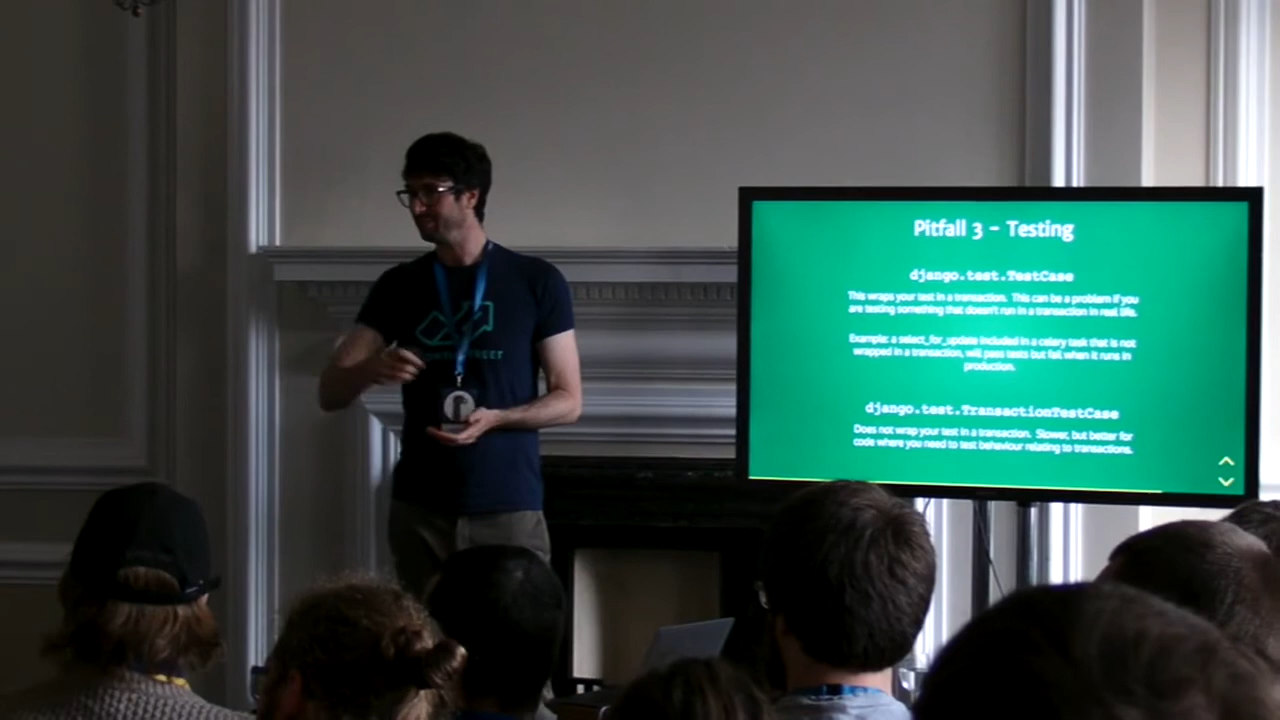 Pitfall 3 - Testing
django.test.TestCase
This wraps your test in a transaction. This can be a problem if you
are testing something that doesn't run in a transaction in real life.
Example: a select_for_update included in a celery task that is not
wrapped in a transaction, will pass tests but fail when it runs in
production.
django.test.TransactionTestCase
Does not wrap your test in a transaction. Slower, but better for
code where you need to test behaviour relating to transactions.